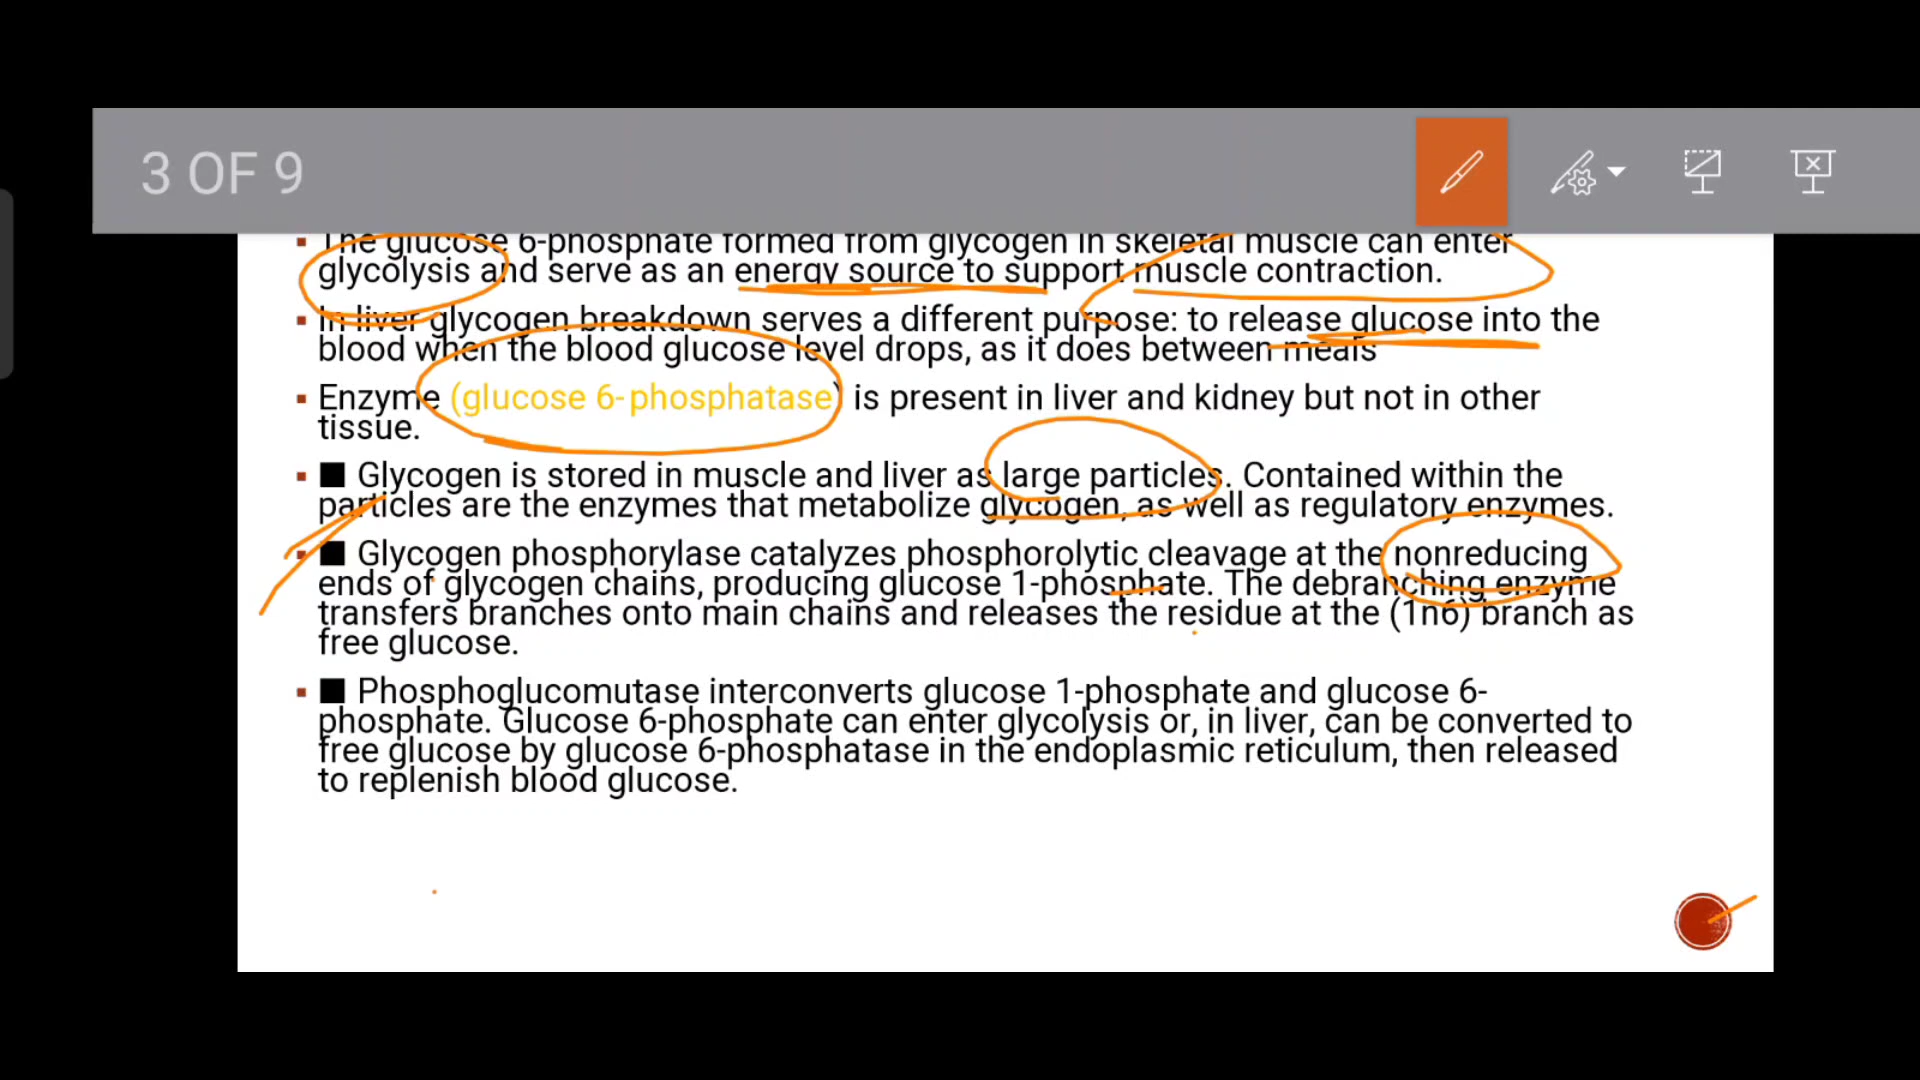 3 OF 9
The glucose 6-phosphate formed from glycogen in skeletal muscle can enter
glycolysis and serve as an energy source to support muscle contraction.
In liver glycogen breakdown serves a different purpose: to release glucose into the
blood when the blood glucose level drops, as it does between meals
Enzyme (glucose 6-phosphatase) is present in liver and kidney but not in other
tissue.
■ Glycogen is stored in muscle and liver as large particles. Contained within the
particles are the enzymes that metabolize glycogen, as well as regulatory enzymes.
■ Glycogen phosphorylase catalyzes phosphorolytic cleavage at the nonreducing
ends of glycogen chains, producing glucose 1-phosphate. The debranching enzyme
transfers branches onto main chains and releases the residue at the (1n6) branch as
free glucose.
■ Phosphoglucomutase interconverts glucose 1-phosphate and glucose 6-
phosphate. Glucose 6-phosphate can enter glycolysis or, in liver, can be converted to
free glucose by glucose 6-phosphatase in the endoplasmic reticulum, then released
to replenish blood glucose.